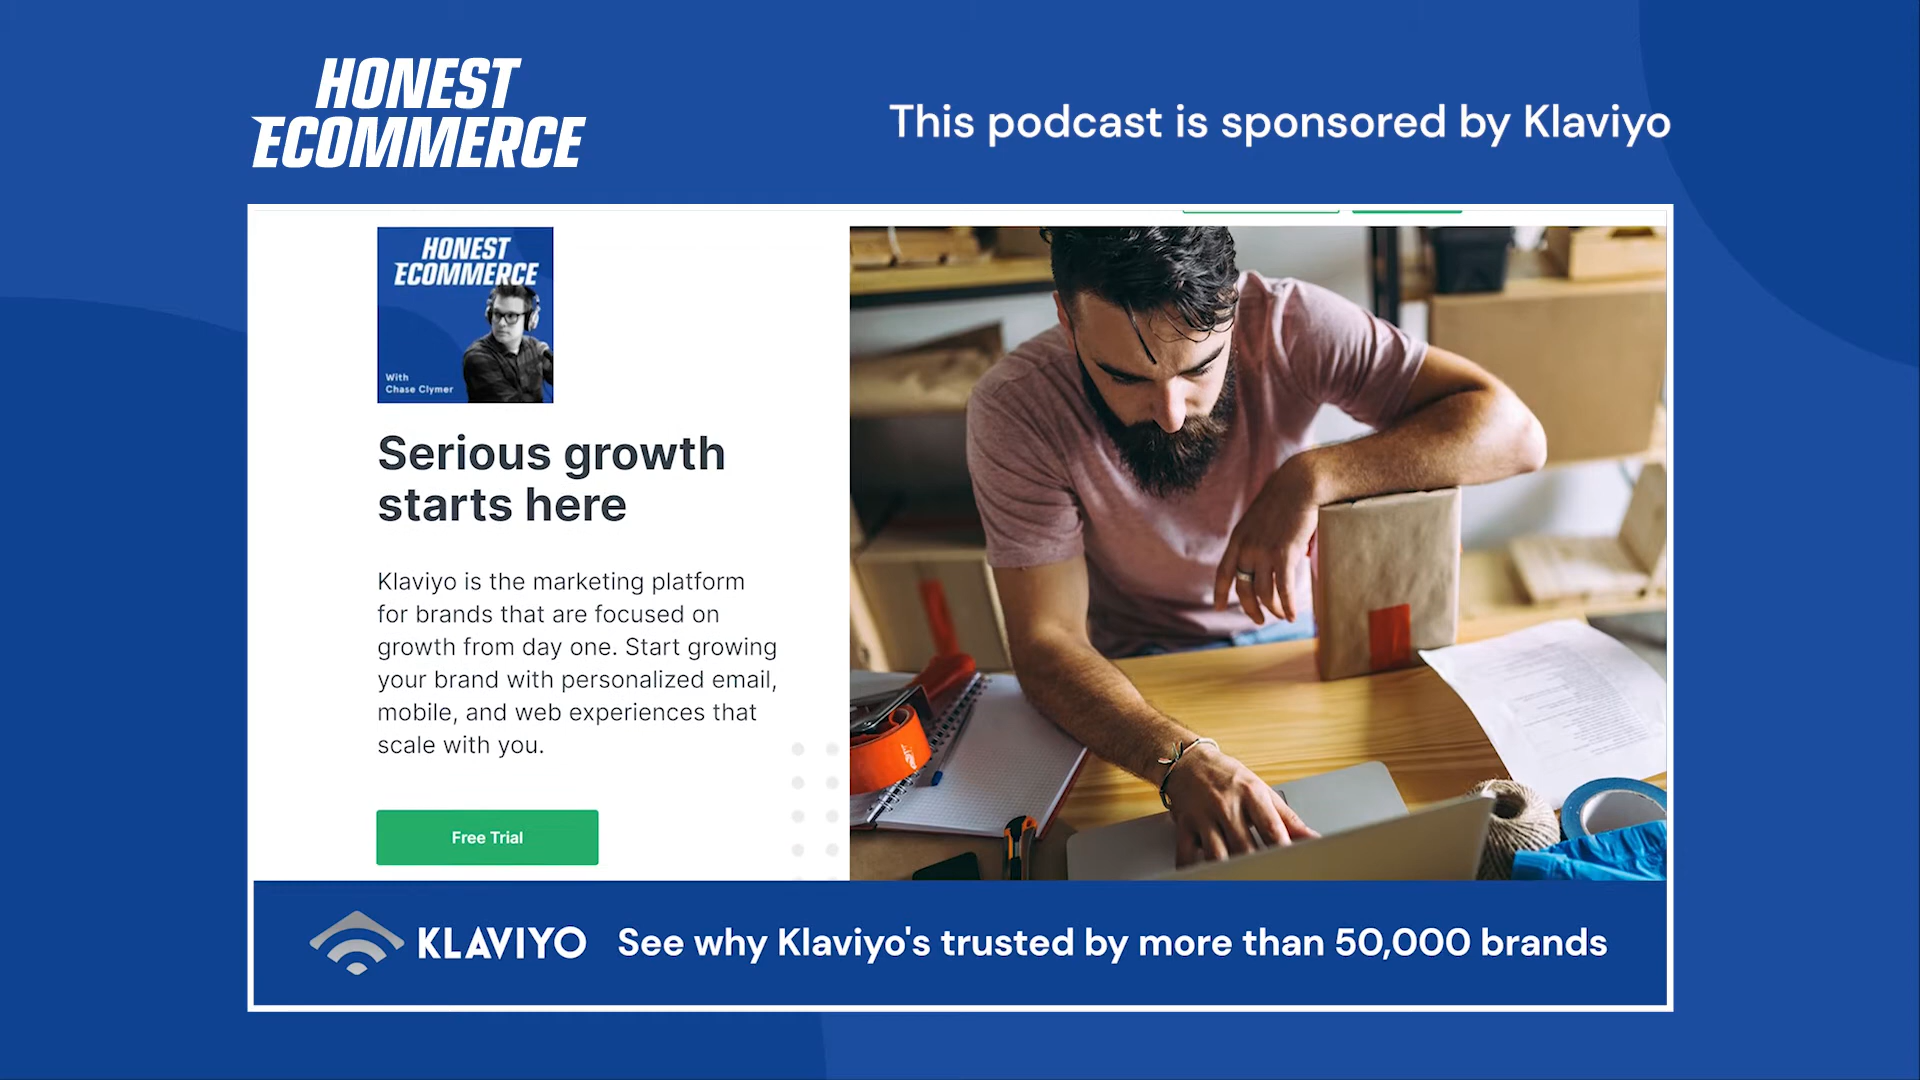 HONEST
ECOMMERCE
This podcast is sponsored by Klaviyo
HONEST
ECOMMERCE
With
Chase Clymer
Serious growth
starts here
Klaviyo is the marketing platform
for brands that are focused on
growth from day one. Start growing
your brand with personalized email,
mobile, and web experiences that
scale with you.
Free Trial
KLAVIYO
See why Klaviyo's trusted by more than 50,000 brands